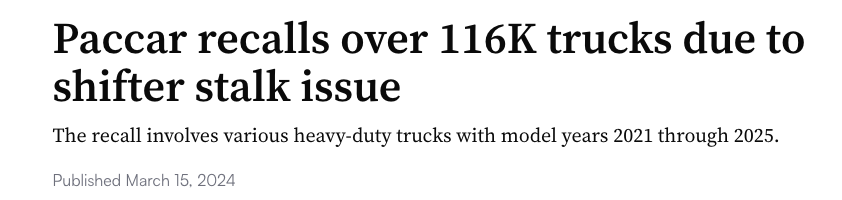 Paccar recalls over 116K trucks due to
shifter stalk issue
The recall involves various heavy-duty trucks with model years 2021 through 2025.
Published March 15, 2024